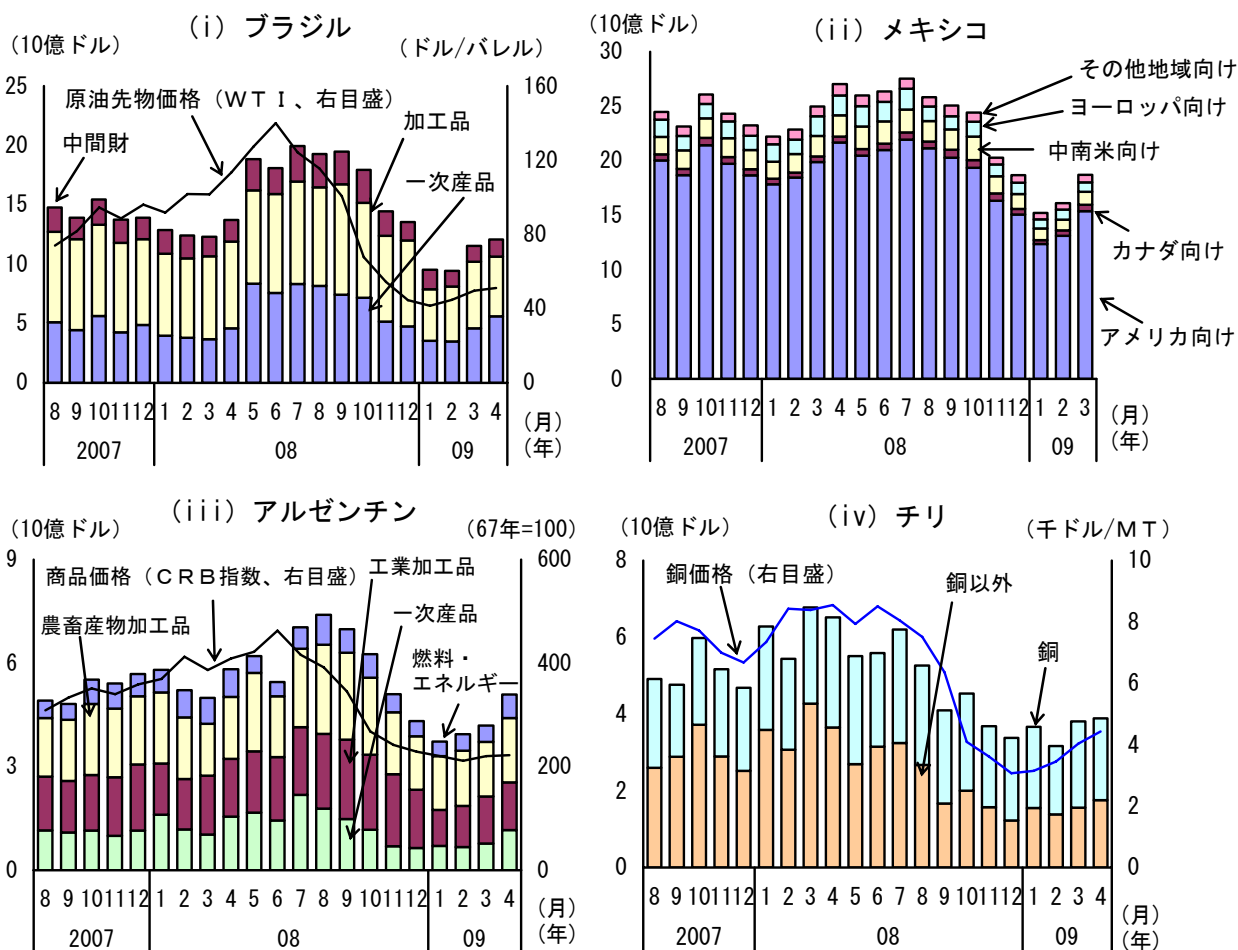 (i) ブラジル
(10億ドル)
(ドル/バレル)
25
20
15
10
5
0
160
120
80
40
0
原油先物価格（ＷＴＩ、右目盛）
中間財
加工品
一次産品
8 9 10 11 12 1 2 3 4 5 6 7 8 9 10 11 12 1 2 3 4
(月)
2007 08 09
(年)
(ii) メキシコ
(10億ドル)
30
25
20
15
10
5
0
その他地域向け
ヨーロッパ向け
中南米向け
カナダ向け
アメリカ向け
8 9 10 11 12 1 2 3 4 5 6 7 8 9 10 11 12 1 2 3
(月)
2007 08 09
(年)
(iii) アルゼンチン
(10億ドル)
(67年=100)
9
6
3
0
600
400
200
0
商品価格（ＣＲＢ指数、右目盛）
農畜産物加工品
工業加工品
一次産品
燃料・
エネルギー
8 9 10 11 12 1 2 3 4 5 6 7 8 9 10 11 12 1 2 3 4
(月)
2007 08 09
(年)
(iv) チリ
(10億ドル)
(千ドル/ＭＴ)
8
6
4
2
0
10
8
6
4
2
0
銅価格（右目盛）
銅以外
銅
8 9 10 11 12 1 2 3 4 5 6 7 8 9 10 11 12 1 2 3 4
(月)
2007 08 09
(年)